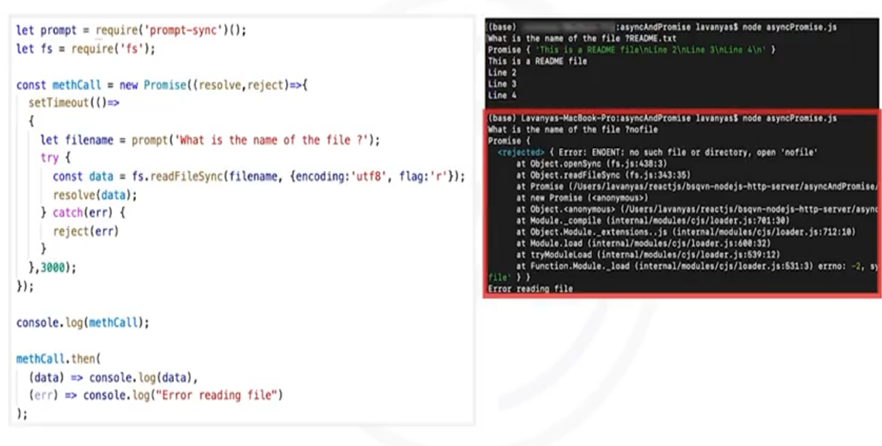 let prompt = require('prompt-sync')();
let fs = require('fs');
const methCall = new Promise((resolve,reject)=>{
setTimeout(()=>
{
let filename = prompt('What is the name of the file ?');
try {
const data = fs.readFileSync(filename, {encoding:'utf8', flag:'r'});
resolve(data);
} catch(err) {
reject(err)
}
},3000);
});
console.log(methCall);
methCall.then(
(data) => console.log(data),
(err) => console.log("Error reading file")
);
(base) :asyncAndPromise lavanyas$ node asyncPromise.js
What is the name of the file ?README.txt
Promise { 'This is a README file\nLine 2\nLine 3\nLine 4\n' }
This is a README file
Line 2
Line 3
Line 4
(base) Lavanyas-MacBook-Pro:asyncAndPromise lavanyas$ node asyncPromise.js
What is the name of the file ?nofile
Promise {
<rejected> { Error: ENOENT: no such file or directory, open 'nofile'
at Object.openSync (fs.js:438:3)
at Object.readFileSync (fs.js:343:35)
at Promise (/Users/lavanyas/reactjs/bsqvn-nodejs-http-server/asyncAndPromise/
at new Promise (<anonymous>)
at Object.<anonymous> (/Users/lavanyas/reactjs/bsqvn-nodejs-http-server/async
at Module._compile (internal/modules/cjs/loader.js:701:30)
at Object.Module._extensions..js (internal/modules/cjs/loader.js:712:10)
at Module.load (internal/modules/cjs/loader.js:600:32)
at tryModuleLoad (internal/modules/cjs/loader.js:539:12)
at Function.Module._load (internal/modules/cjs/loader.js:531:3) errno: -2, sy
file' } }
Error reading file